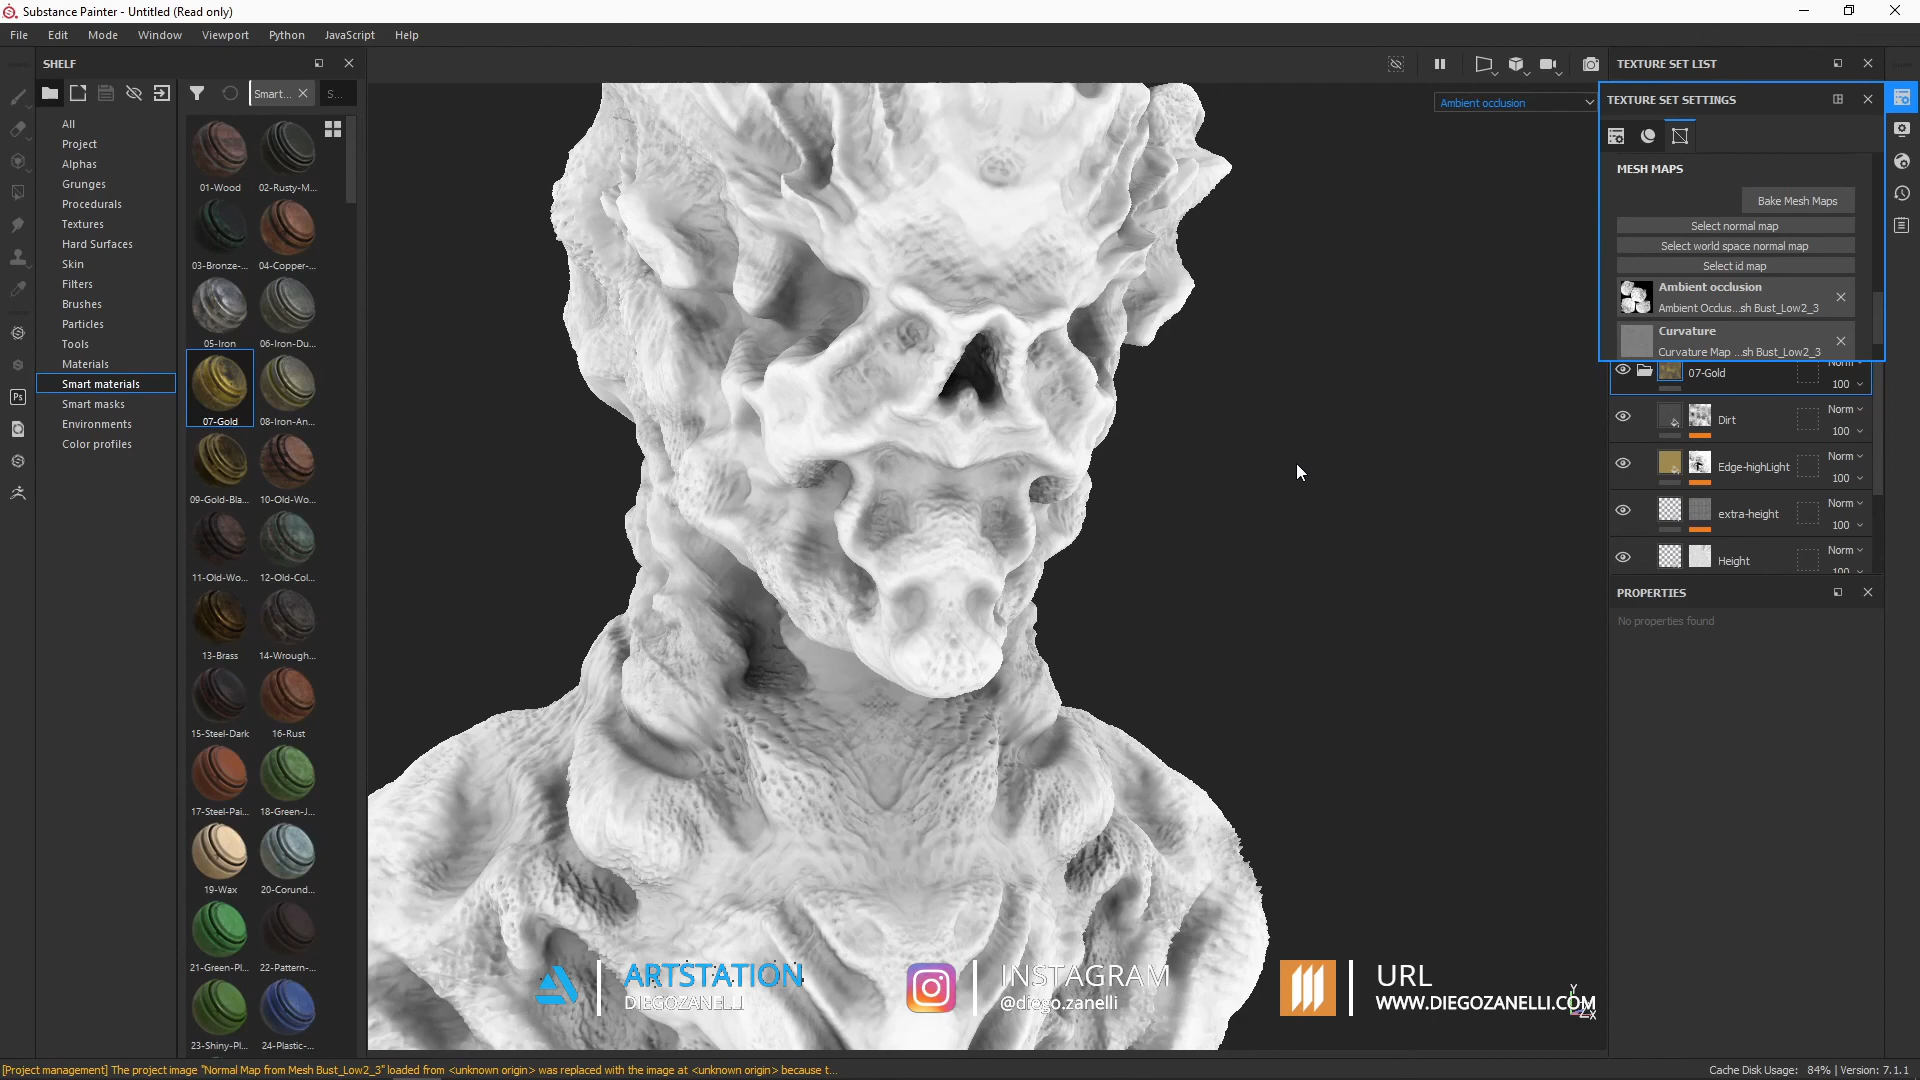 Substance Painter - Untitled (Read only)
File Edit Mode Window Viewport Python JavaScript Help
SHELF
Smart... S...
All
Project
Alphas
Grunges
Procedurals
Textures
Hard Surfaces
Skin
Filters
Brushes
Particles
Tools
Materials
Smart materials
Smart masks
Environments
Color profiles
01-Wood 02-Rusty-M...
03-Bronze-... 04-Copper-...
05-Iron 06-Iron-Du...
07-Gold 08-Iron-An...
09-Gold-Bla... 10-Old-Wo...
11-Old-Wo... 12-Old-Col...
13-Brass 14-Wrough...
15-Steel-Dark 16-Rust
17-Steel-Pai... 18-Green-J...
19-Wax 20-Corund...
21-Green-Pl... 22-Pattern-...
23-Shiny-Pl... 24-Plastic-...
Ps
Ambient occlusion
ARTSTATION
DIEGOZANELLI
INSTAGRAM
@diego.zanelli
URL
WWW.DIEGOZANELLI.COM
Y
Z X
TEXTURE SET LIST
TEXTURE SET SETTINGS
MESH MAPS
Bake Mesh Maps
Select normal map
Select world space normal map
Select id map
Ambient occlusion
Ambient Occlus...sh Bust_Low2_3
Curvature
Curvature Map ...sh Bust_Low2_3
07-Gold Norm
100
Dirt Norm
100
Edge-highLight Norm
100
extra-height Norm
100
Height Norm
100
PROPERTIES
No properties found
[Project management] The project image "Normal Map from Mesh Bust_Low2_3" loaded from <unknown origin> was replaced with the image at <unknown origin> because t...
Cache Disk Usage: 84% | Version: 7.1.1